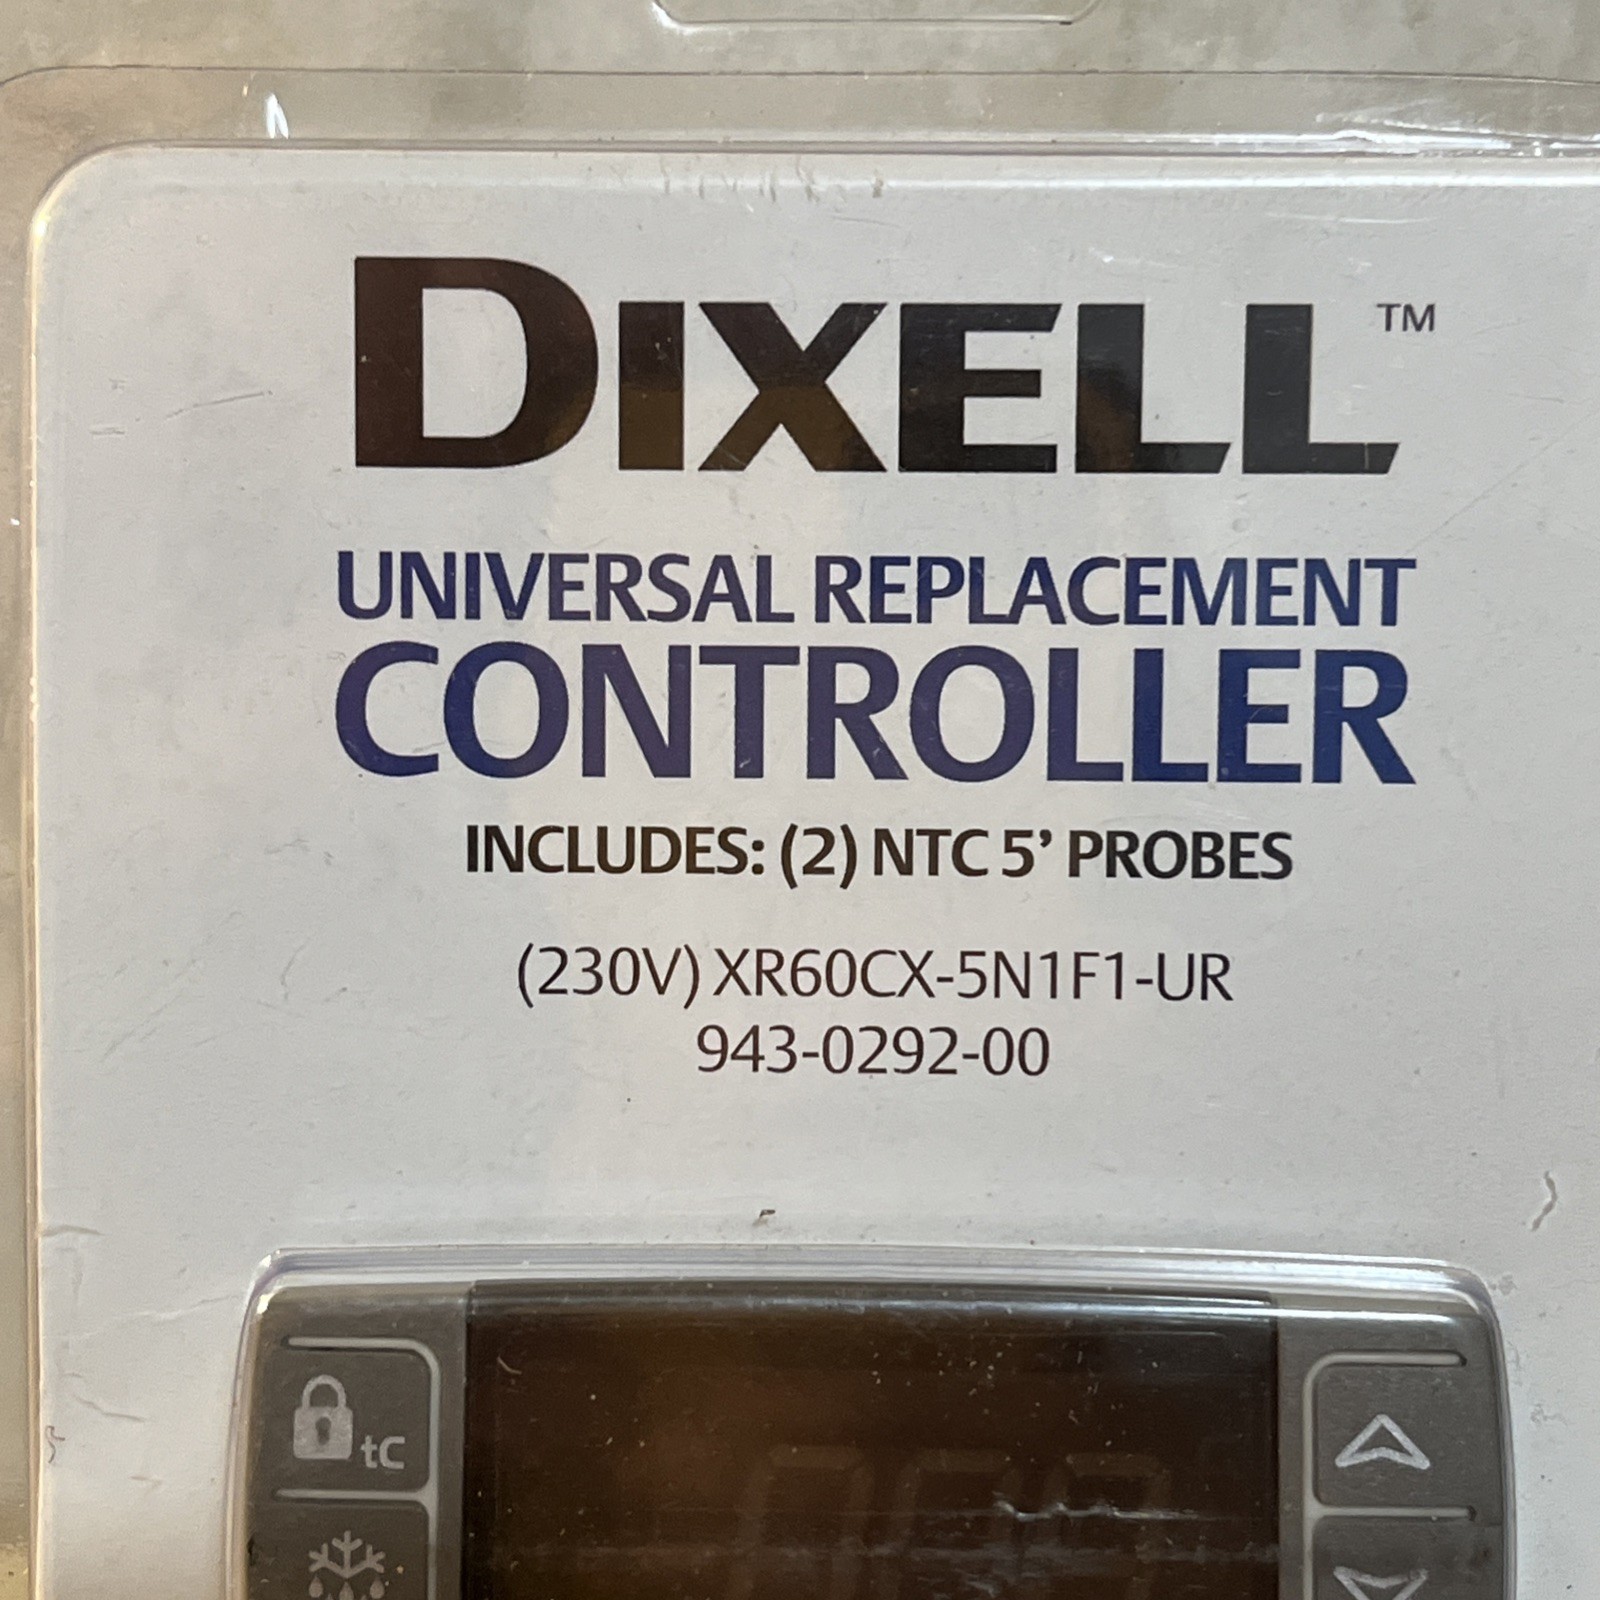 DIXELL™
UNIVERSAL REPLACEMENT
CONTROLLER
INCLUDES: (2) NTC 5’ PROBES
(230V) XR60CX-5N1F1-UR
943-0292-00
tC